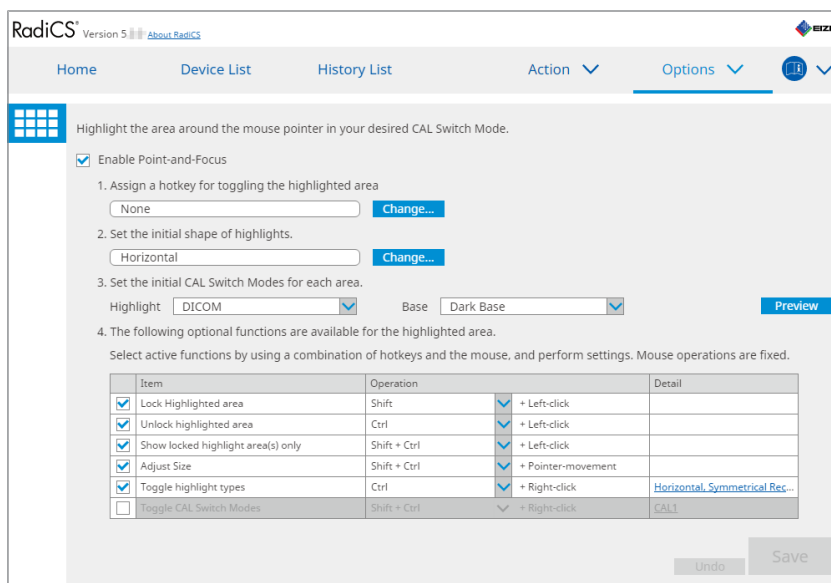 RadiCS® Version 5. About RadiCS
EIZ
Home Device List History List Action Options
Highlight the area around the mouse pointer in your desired CAL Switch Mode.
Enable Point-and-Focus
1. Assign a hotkey for toggling the highlighted area
None Change...
2. Set the initial shape of highlights.
Horizontal Change...
3. Set the initial CAL Switch Modes for each area.
Highlight DICOM Base Dark Base Preview
4. The following optional functions are available for the highlighted area.
Select active functions by using a combination of hotkeys and the mouse, and perform settings. Mouse operations are fixed.
Item Operation Detail
Lock Highlighted area Shift + Left-click
Unlock highlighted area Ctrl + Left-click
Show locked highlight area(s) only Shift + Ctrl + Left-click
Adjust Size Shift + Ctrl + Pointer-movement
Toggle highlight types Ctrl + Right-click Horizontal, Symmetrical Rec...
Toggle CAL Switch Modes Shift + Ctrl + Right-click CAL1
Undo Save